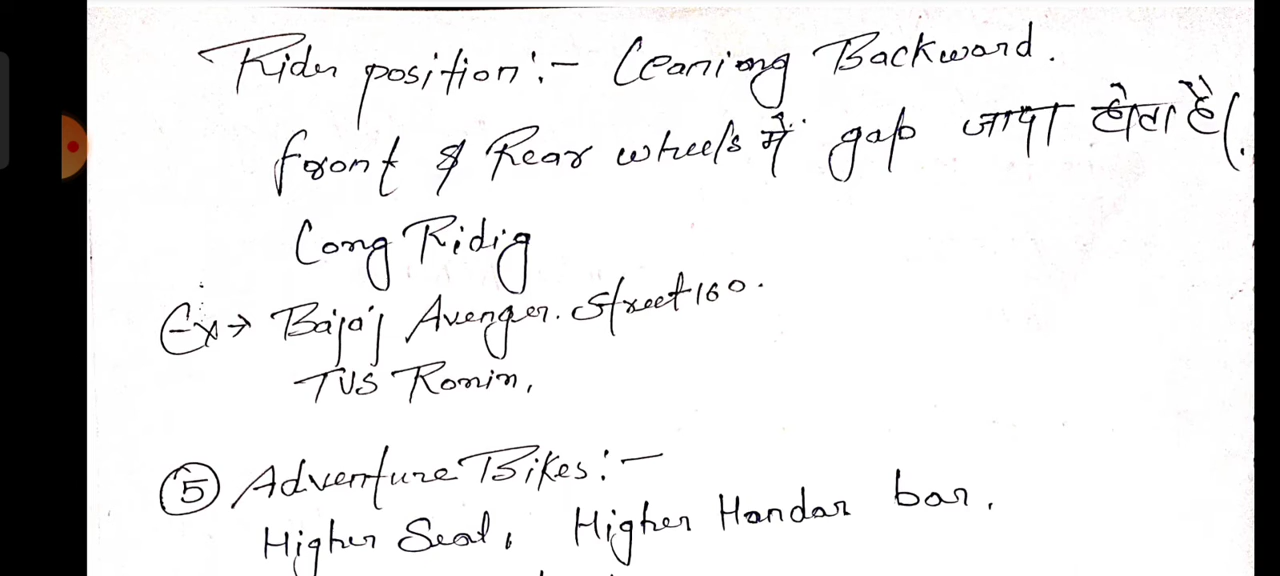 Rider position :- Leaning Backward.
front & Rear wheels में gap जादा होता है।
Long Ridig
Ex → Bajaj Avenger. Street 160.
TVS Ronin,
⑤ Adventure Bikes :-
Higher Seat, Higher Handar bar.